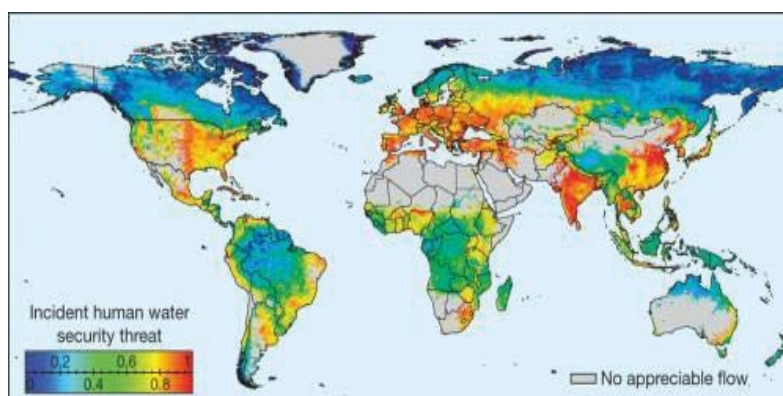 Incident human water
security threat
0,2 0,6 1
0 0.4 0.8
No appreciable flow